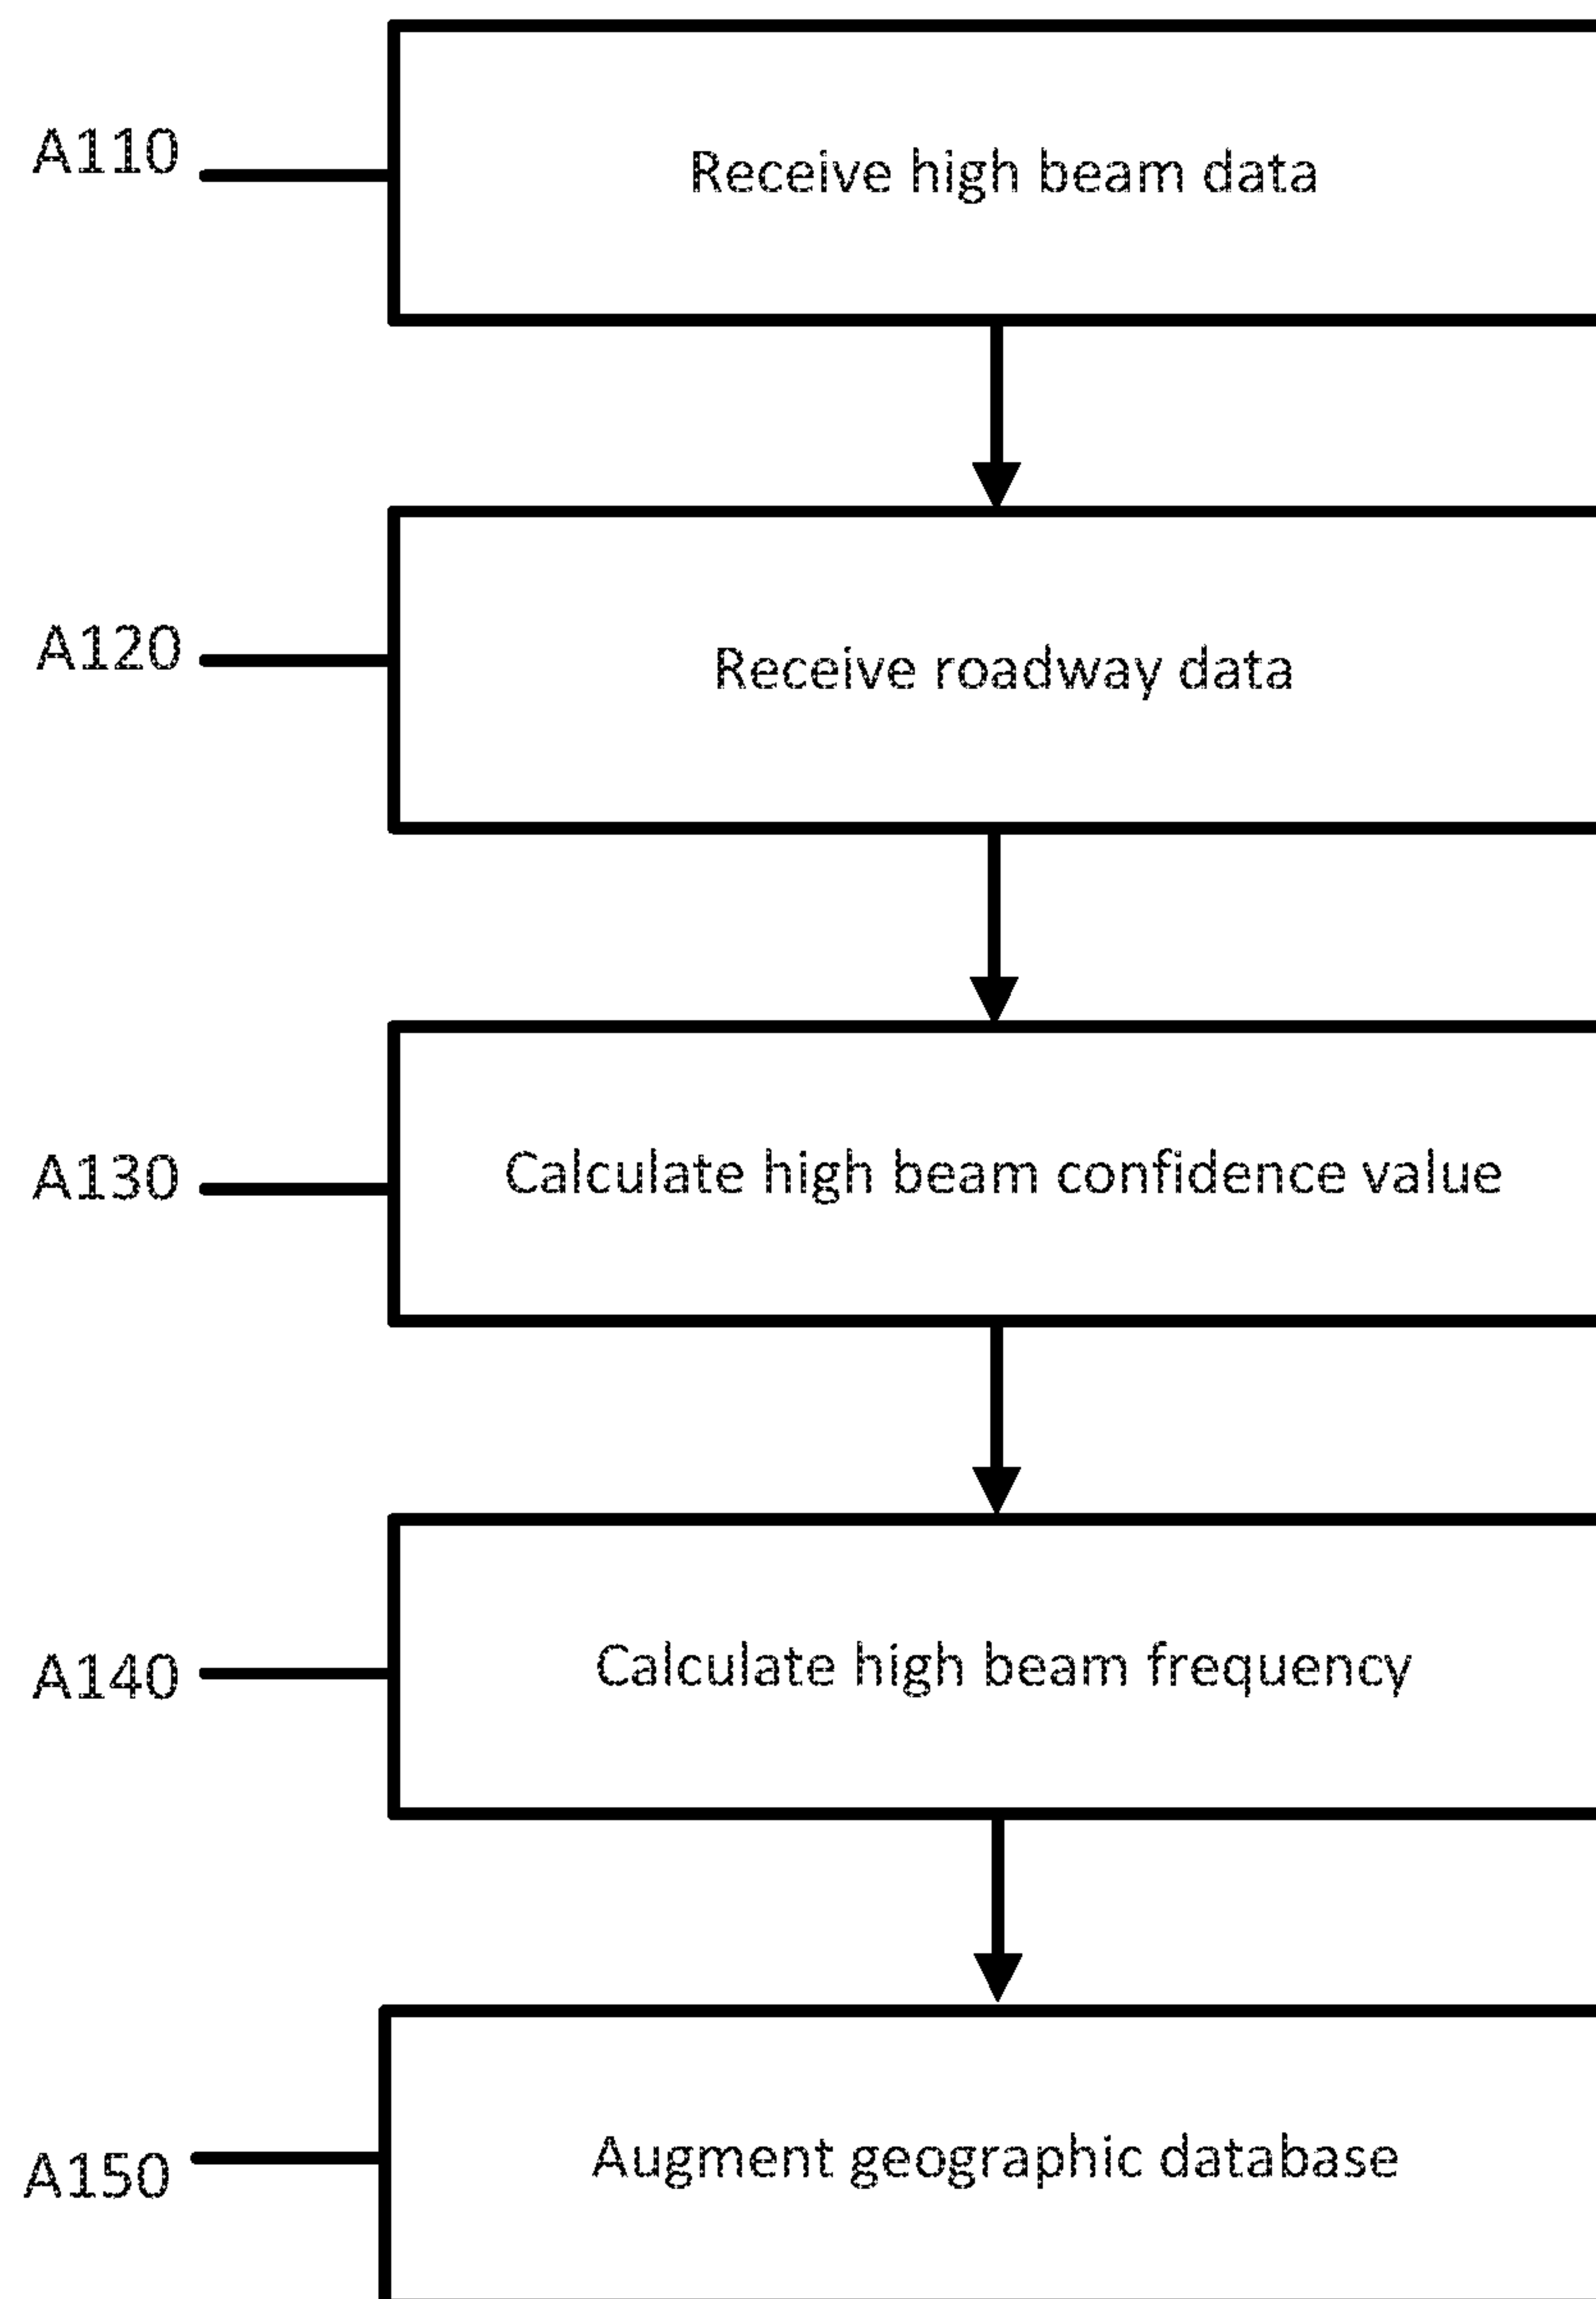 A110
Receive high beam data
A120
Receive roadway data
A130
Calculate high beam confidence value
A140
Calculate high beam frequency
A150
Augment geographic database